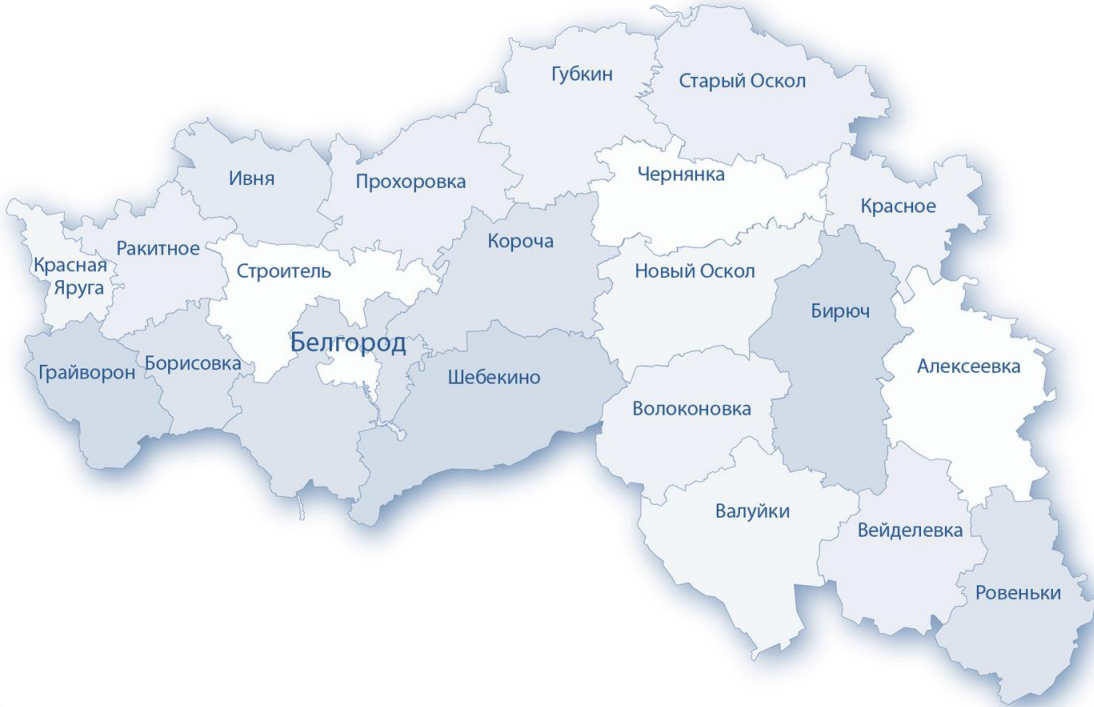 Губкин
Старый Оскол
Ивня
Прохоровка
Чернянка
Красное
Ракитное
Короча
Красная
Яруга
Строитель
Новый Оскол
Бирюч
Белгород
Грайворон
Борисовка
Шебекино
Алексеевка
Волоконовка
Валуйки
Вейделевка
Ровеньки